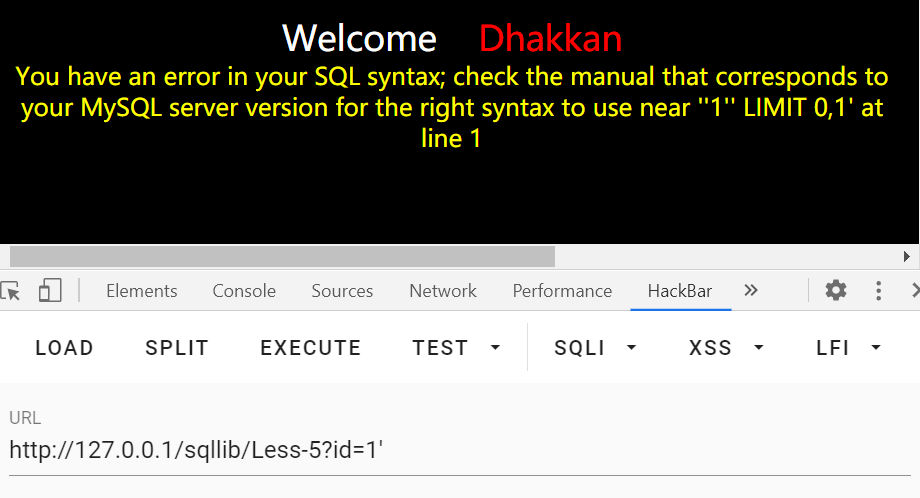 Welcome Dhakkan
You have an error in your SQL syntax; check the manual that corresponds to
your MySQL server version for the right syntax to use near ''1'' LIMIT 0,1' at
line 1
Elements Console Sources Network Performance HackBar
LOAD SPLIT EXECUTE TEST SQLI XSS LFI
URL
http://127.0.0.1/sqllib/Less-5?id=1'